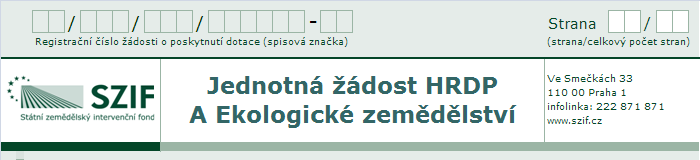 / / / -
Registrační číslo žádosti o poskytnutí dotace (spisová značka)
Strana /
(strana/celkový počet stran)
SZIF
Státní zemědělský intervenční fond
Jednotná žádost HRDP
A Ekologické zemědělství
Ve Smečkách 33
110 00 Praha 1
infolinka: 222 871 871
www.szif.cz